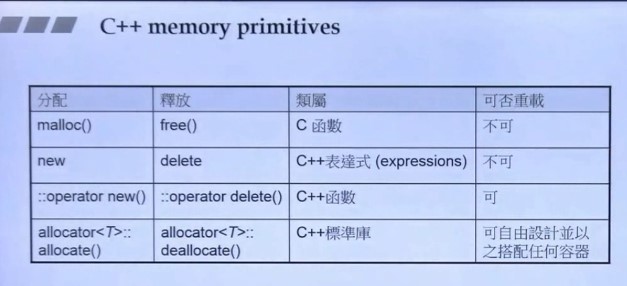 C++ memory primitives
分配 釋放 類屬 可否重載
malloc() free() C 函數 不可
new delete C++表達式 (expressions) 不可
::operator new() ::operator delete() C++函數 可
allocator<T>:: allocator<T>:: C++標準庫 可自由設計並以
allocate() deallocate() 之搭配任何容器